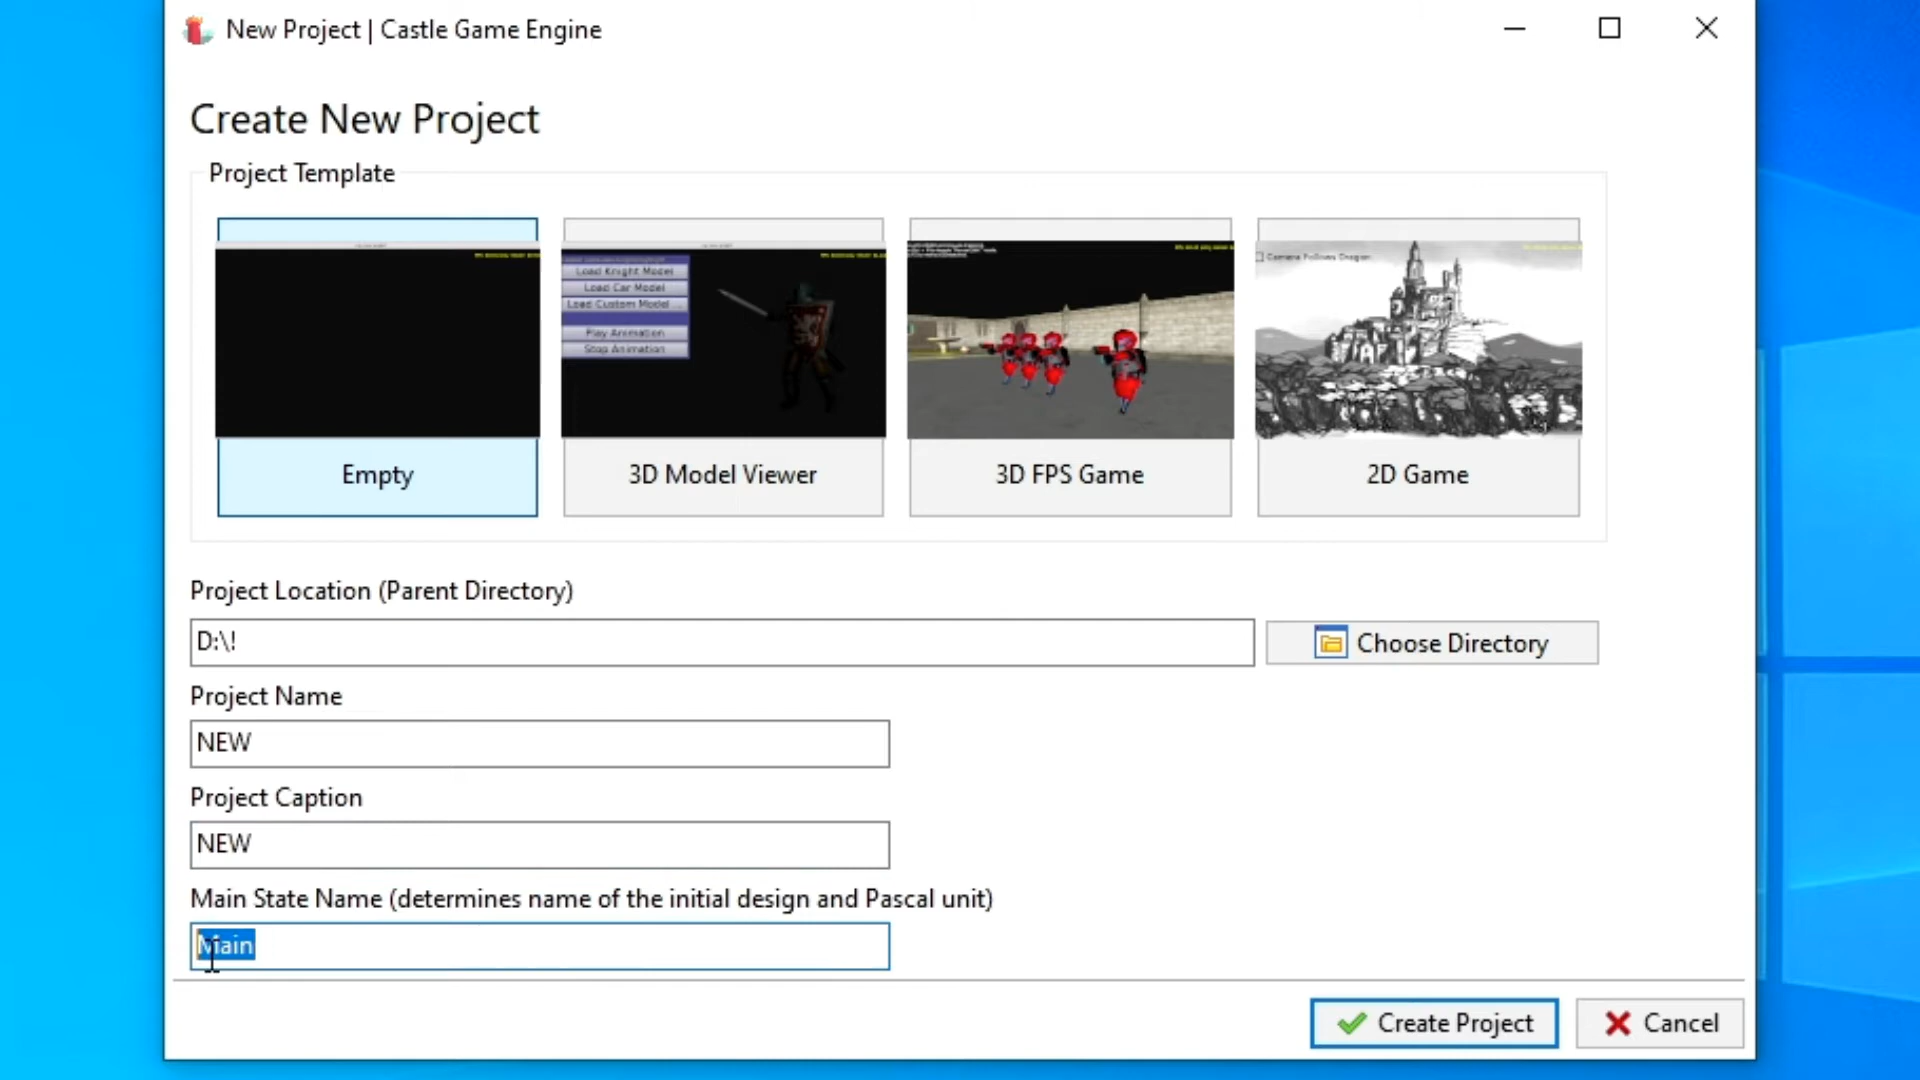 New Project | Castle Game Engine
Create New Project
Project Template
Load Knight Model
Load Car Model
Load Custom Model ...
Play Animation
Stop Animation
Camera Follows Dragon
Empty
3D Model Viewer
3D FPS Game
2D Game
Project Location (Parent Directory)
D:\!
Choose Directory
Project Name
NEW
Project Caption
NEW
Main State Name (determines name of the initial design and Pascal unit)
Main
Create Project
Cancel